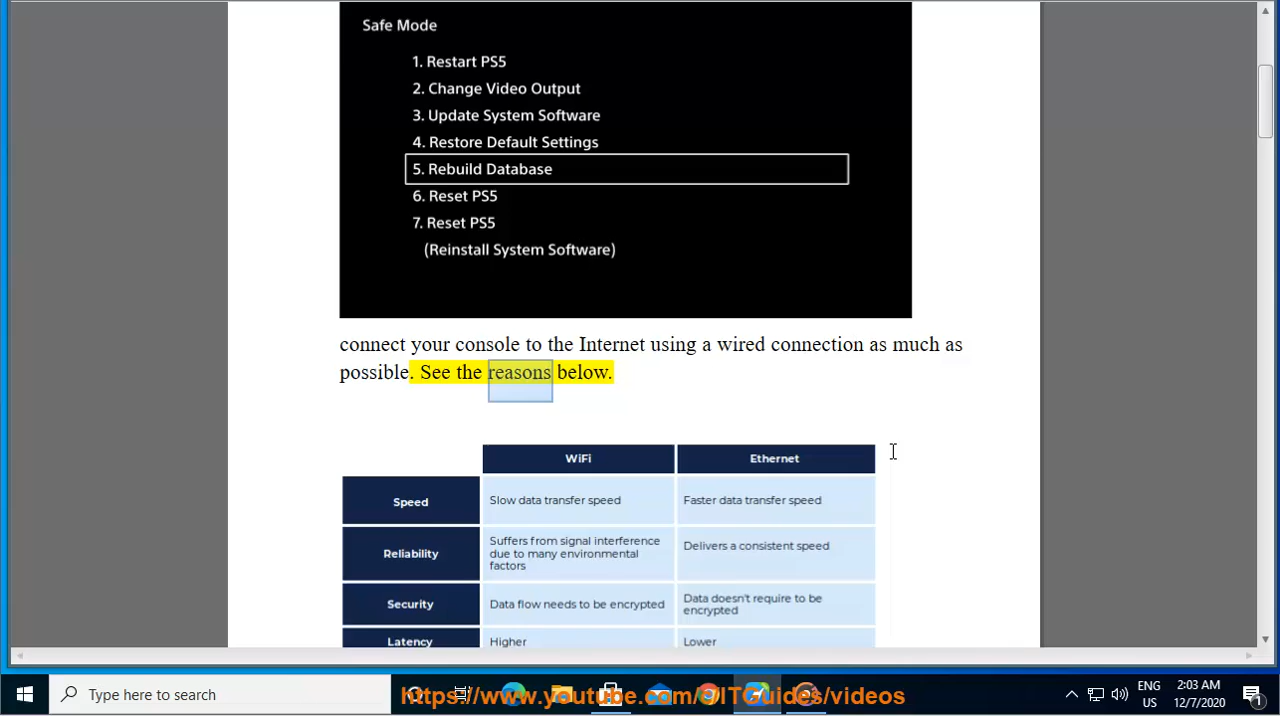 Safe Mode
1. Restart PS5
2. Change Video Output
3. Update System Software
4. Restore Default Settings
5. Rebuild Database
6. Reset PS5
7. Reset PS5
(Reinstall System Software)
connect your console to the Internet using a wired connection as much as
possible. See the reasons below.
WiFi Ethernet
Speed Slow data transfer speed Faster data transfer speed
Reliability Suffers from signal interference
due to many environmental
factors Delivers a consistent speed
Security Data flow needs to be encrypted Data doesn't require to be
encrypted
Latency Higher Lower
Type here to search
ENG
US
2:03 AM
12/7/2020
1